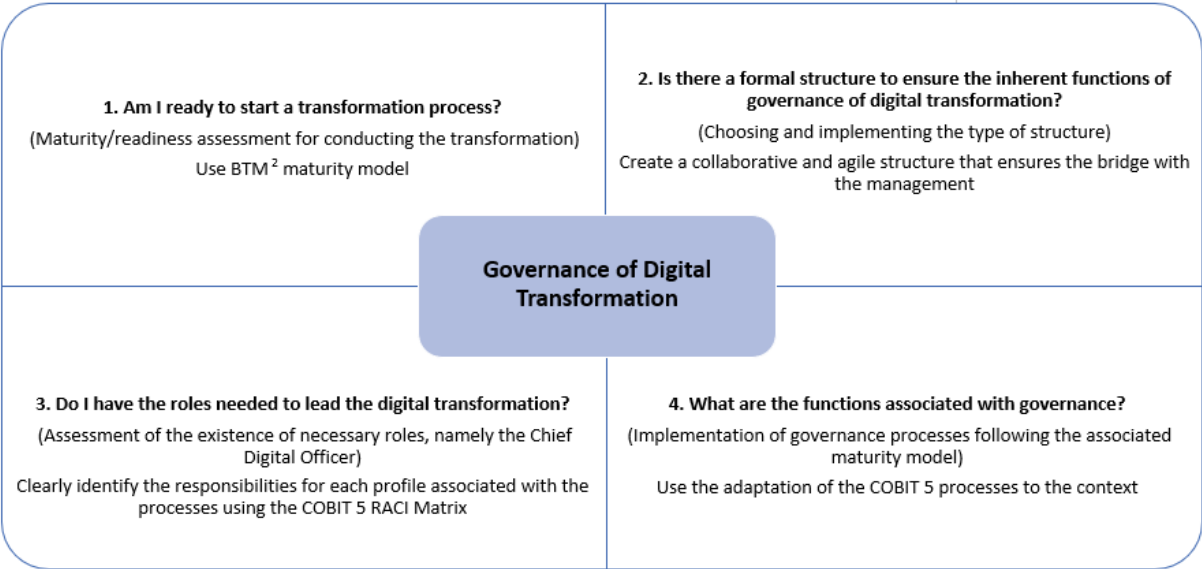 1. Am I ready to start a transformation process?
(Maturity/readiness assessment for conducting the transformation)
Use BTM² maturity model
2. Is there a formal structure to ensure the inherent functions of
governance of digital transformation?
(Choosing and implementing the type of structure)
Create a collaborative and agile structure that ensures the bridge with
the management
Governance of Digital
Transformation
3. Do I have the roles needed to lead the digital transformation?
(Assessment of the existence of necessary roles, namely the Chief
Digital Officer)
Clearly identify the responsibilities for each profile associated with the
processes using the COBIT 5 RACI Matrix
4. What are the functions associated with governance?
(Implementation of governance processes following the associated
maturity model)
Use the adaptation of the COBIT 5 processes to the context